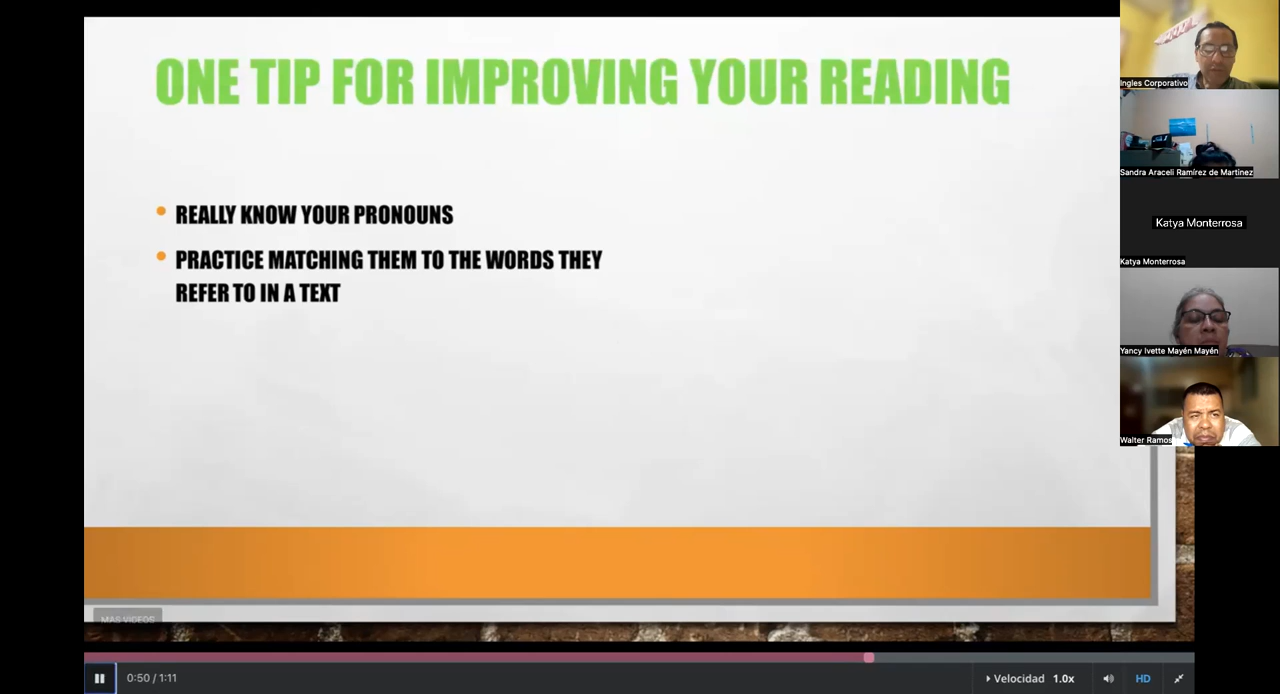 ONE TIP FOR IMPROVING YOUR READING
REALLY KNOW YOUR PRONOUNS
PRACTICE MATCHING THEM TO THE WORDS THEY
REFER TO IN A TEXT
MÁS VÍDEOS
0:50 / 1:11
Velocidad 1.0x
HD
Ingles Corporativo
Sandra Araceli Ramírez de Martínez
Katya Monterrosa
Katya Monterrosa
Yancy Ivette Mayén Mayén
Walter Ramos